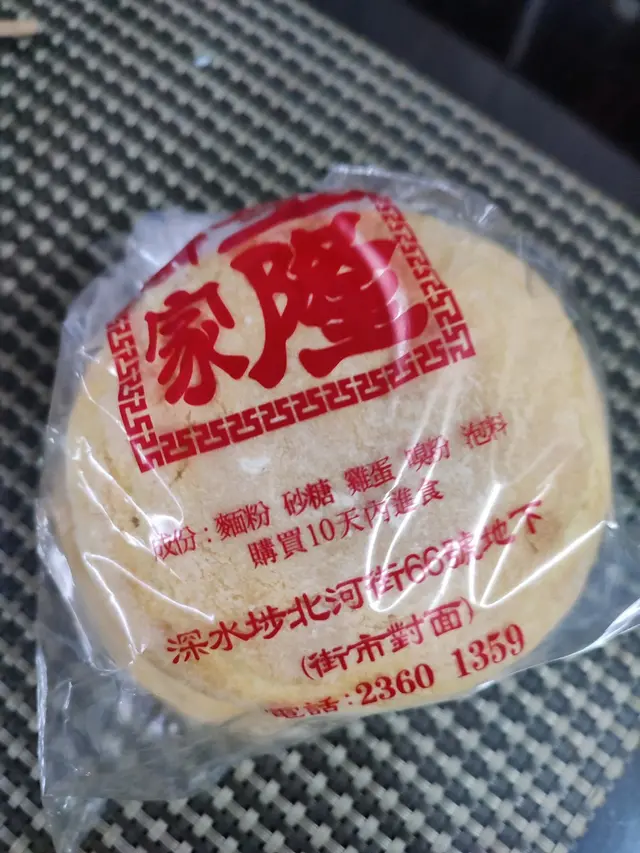 家隆
成份：麵粉 砂糖 雞蛋 嗅粉 泡料
購買10天內進食
深水埗北河街66號地下
(街市對面)
電話：2360 1359